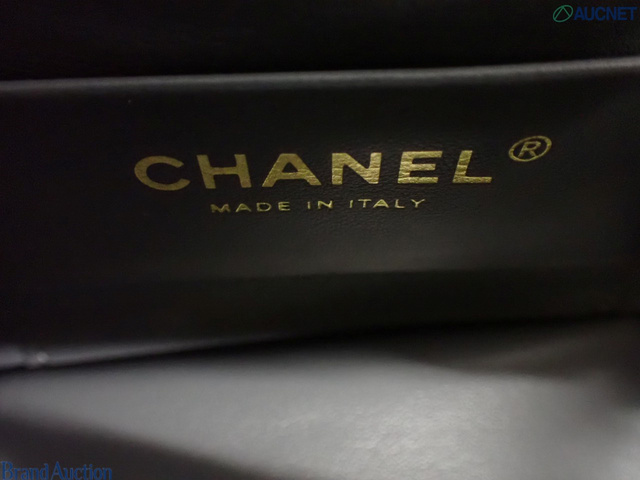 AUCNET
CHANEL®
MADE IN ITALY
Brand Auction